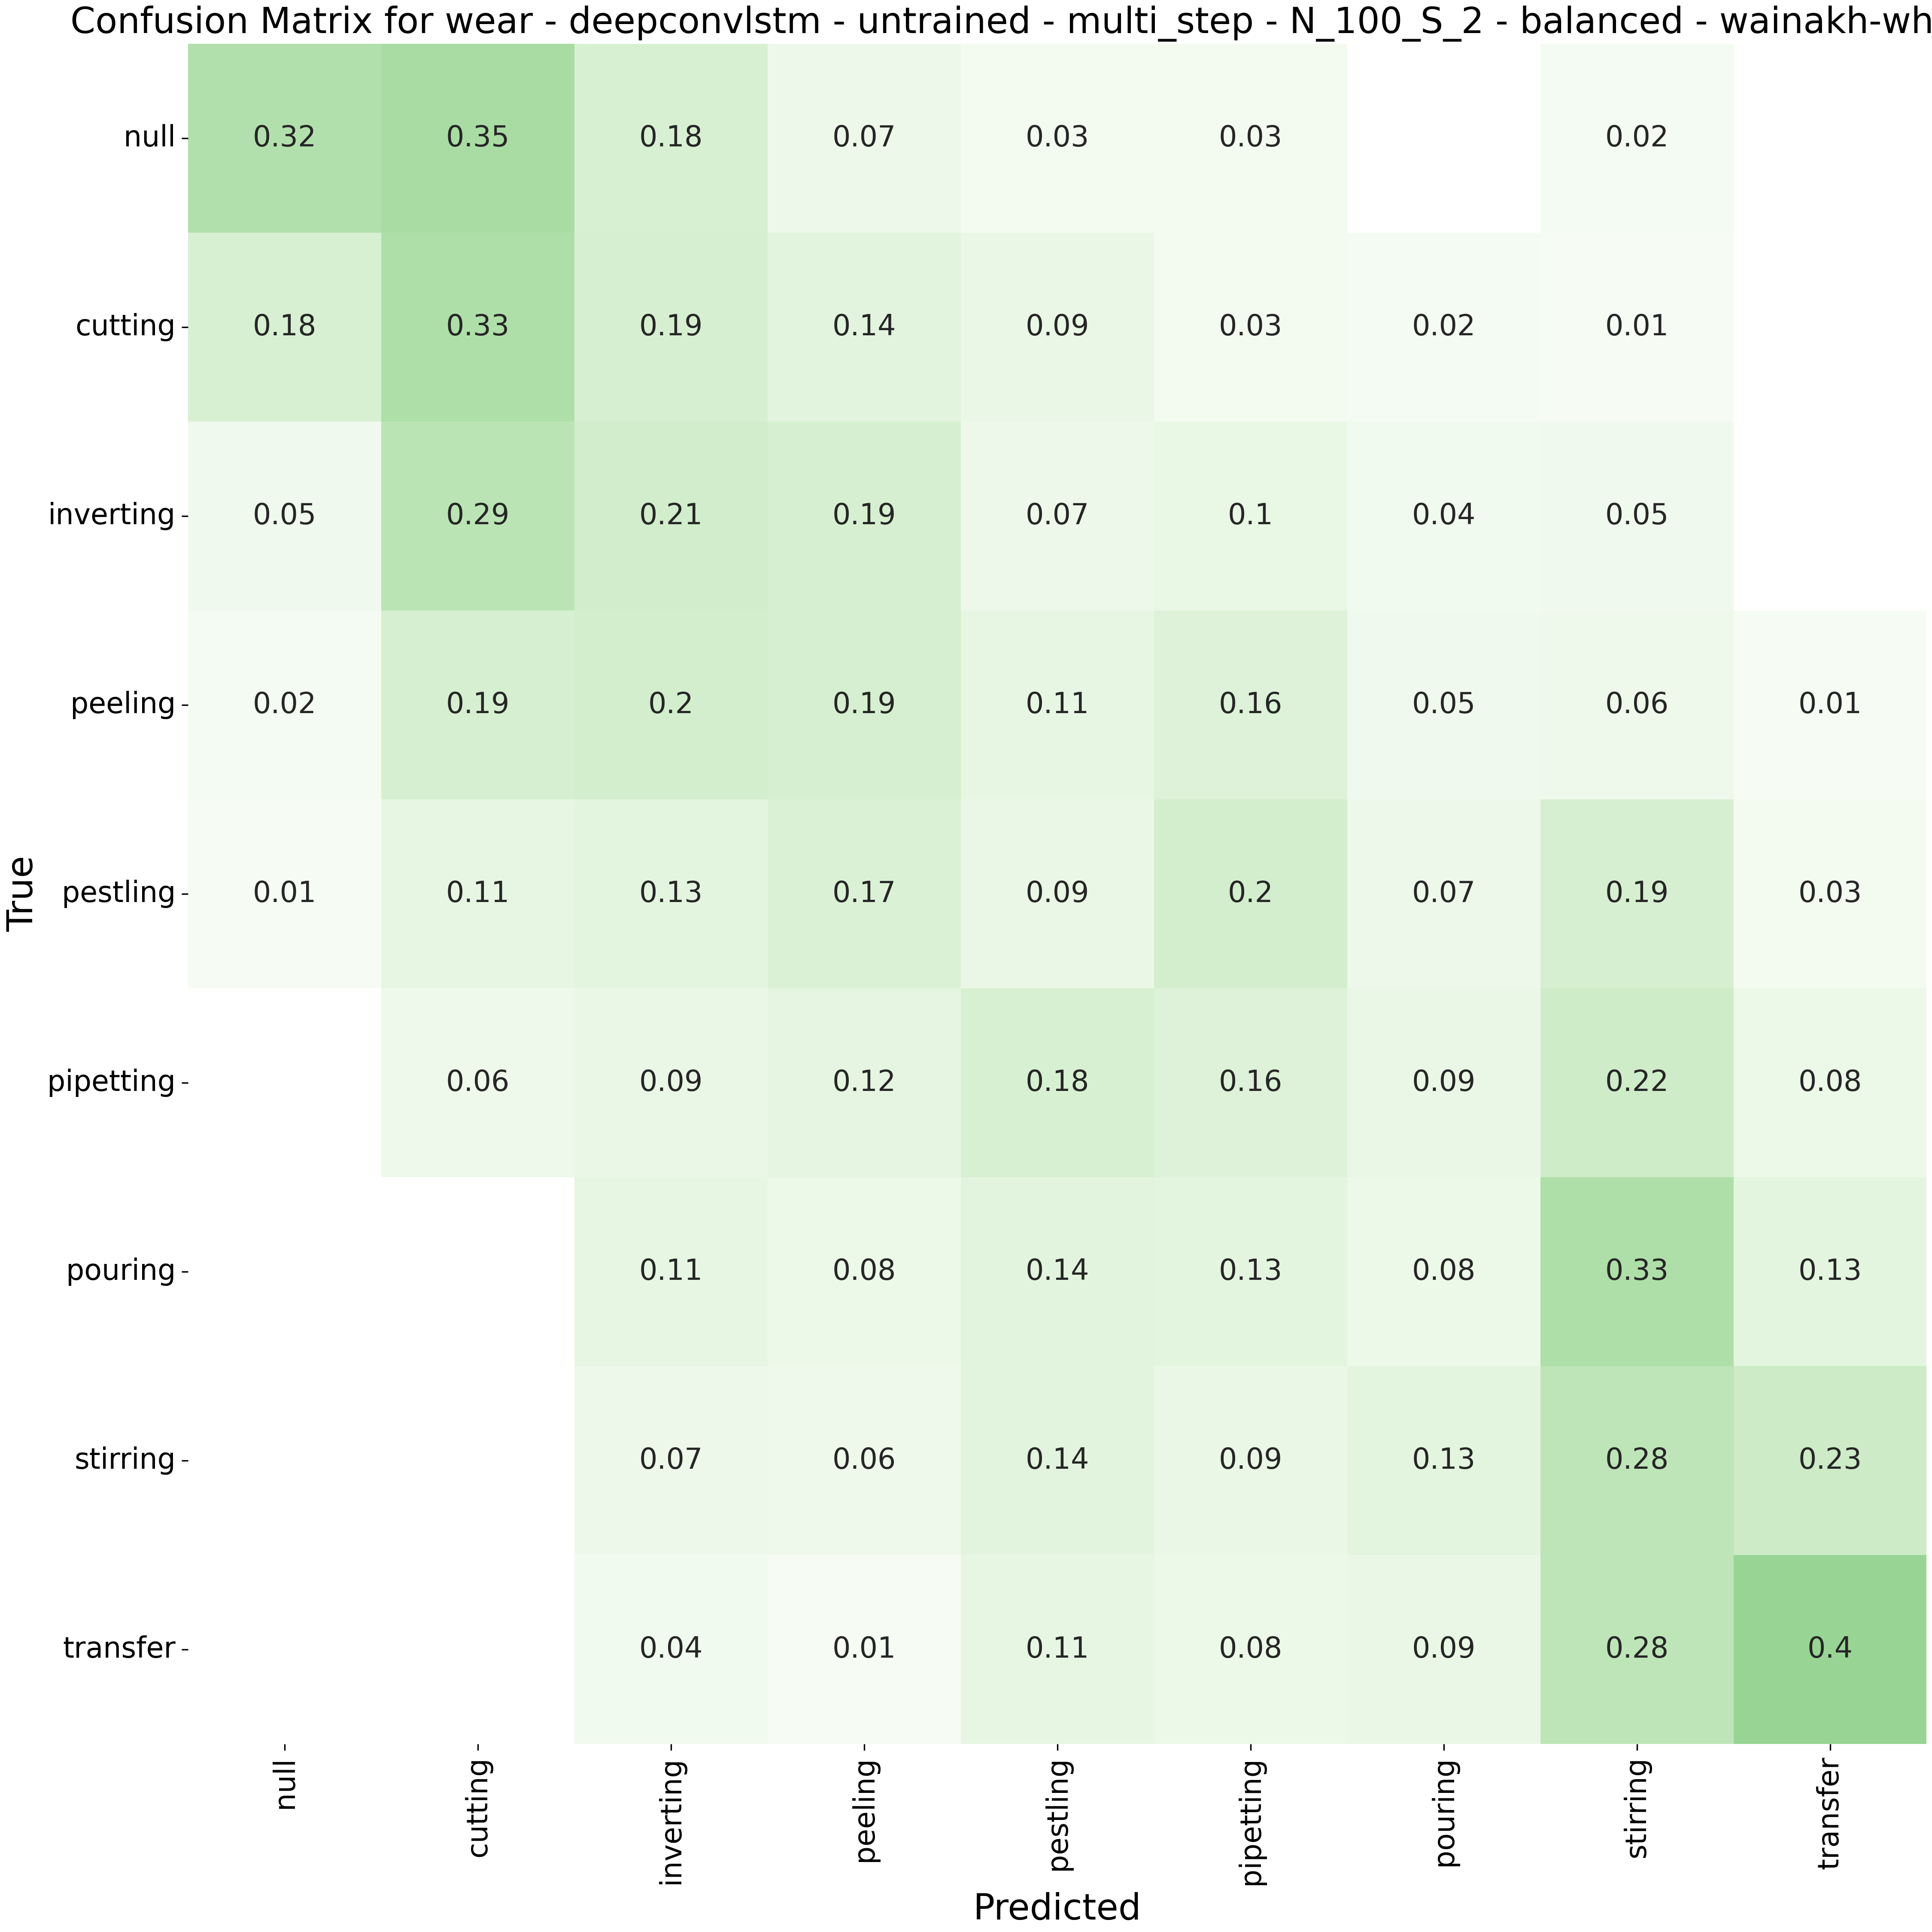 Confusion Matrix for wear - deepconvlstm - untrained - multi_step - N_100_S_2 - balanced - wainakh-wh
null 0.32 0.35 0.18 0.07 0.03 0.03 0.02
cutting 0.18 0.33 0.19 0.14 0.09 0.03 0.02 0.01
inverting 0.05 0.29 0.21 0.19 0.07 0.1 0.04 0.05
peeling 0.02 0.19 0.2 0.19 0.11 0.16 0.05 0.06 0.01
pestling 0.01 0.11 0.13 0.17 0.09 0.2 0.07 0.19 0.03
pipetting 0.06 0.09 0.12 0.18 0.16 0.09 0.22 0.08
pouring 0.11 0.08 0.14 0.13 0.08 0.33 0.13
stirring 0.07 0.06 0.14 0.09 0.13 0.28 0.23
transfer 0.04 0.01 0.11 0.08 0.09 0.28 0.4
True
null cutting inverting peeling pestling pipetting pouring stirring transfer
Predicted